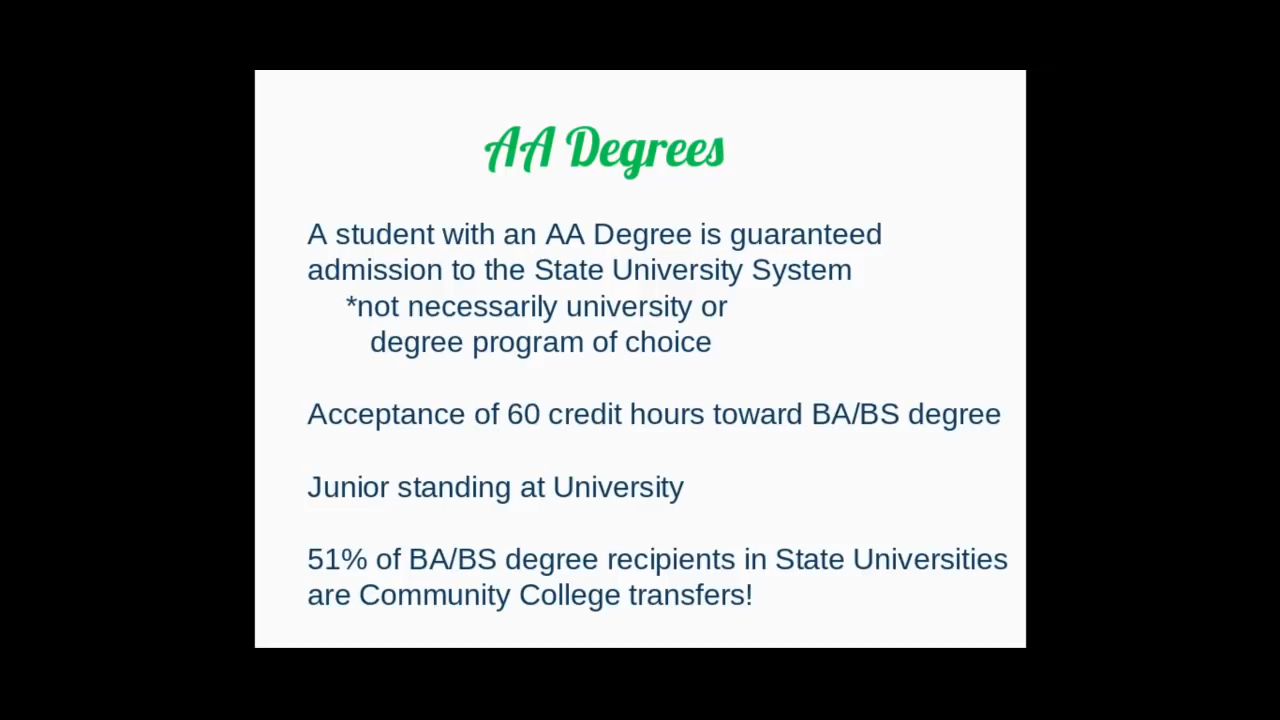 AA Degrees
A student with an AA Degree is guaranteed
admission to the State University System
*not necessarily university or
degree program of choice
Acceptance of 60 credit hours toward BA/BS degree
Junior standing at University
51% of BA/BS degree recipients in State Universities
are Community College transfers!